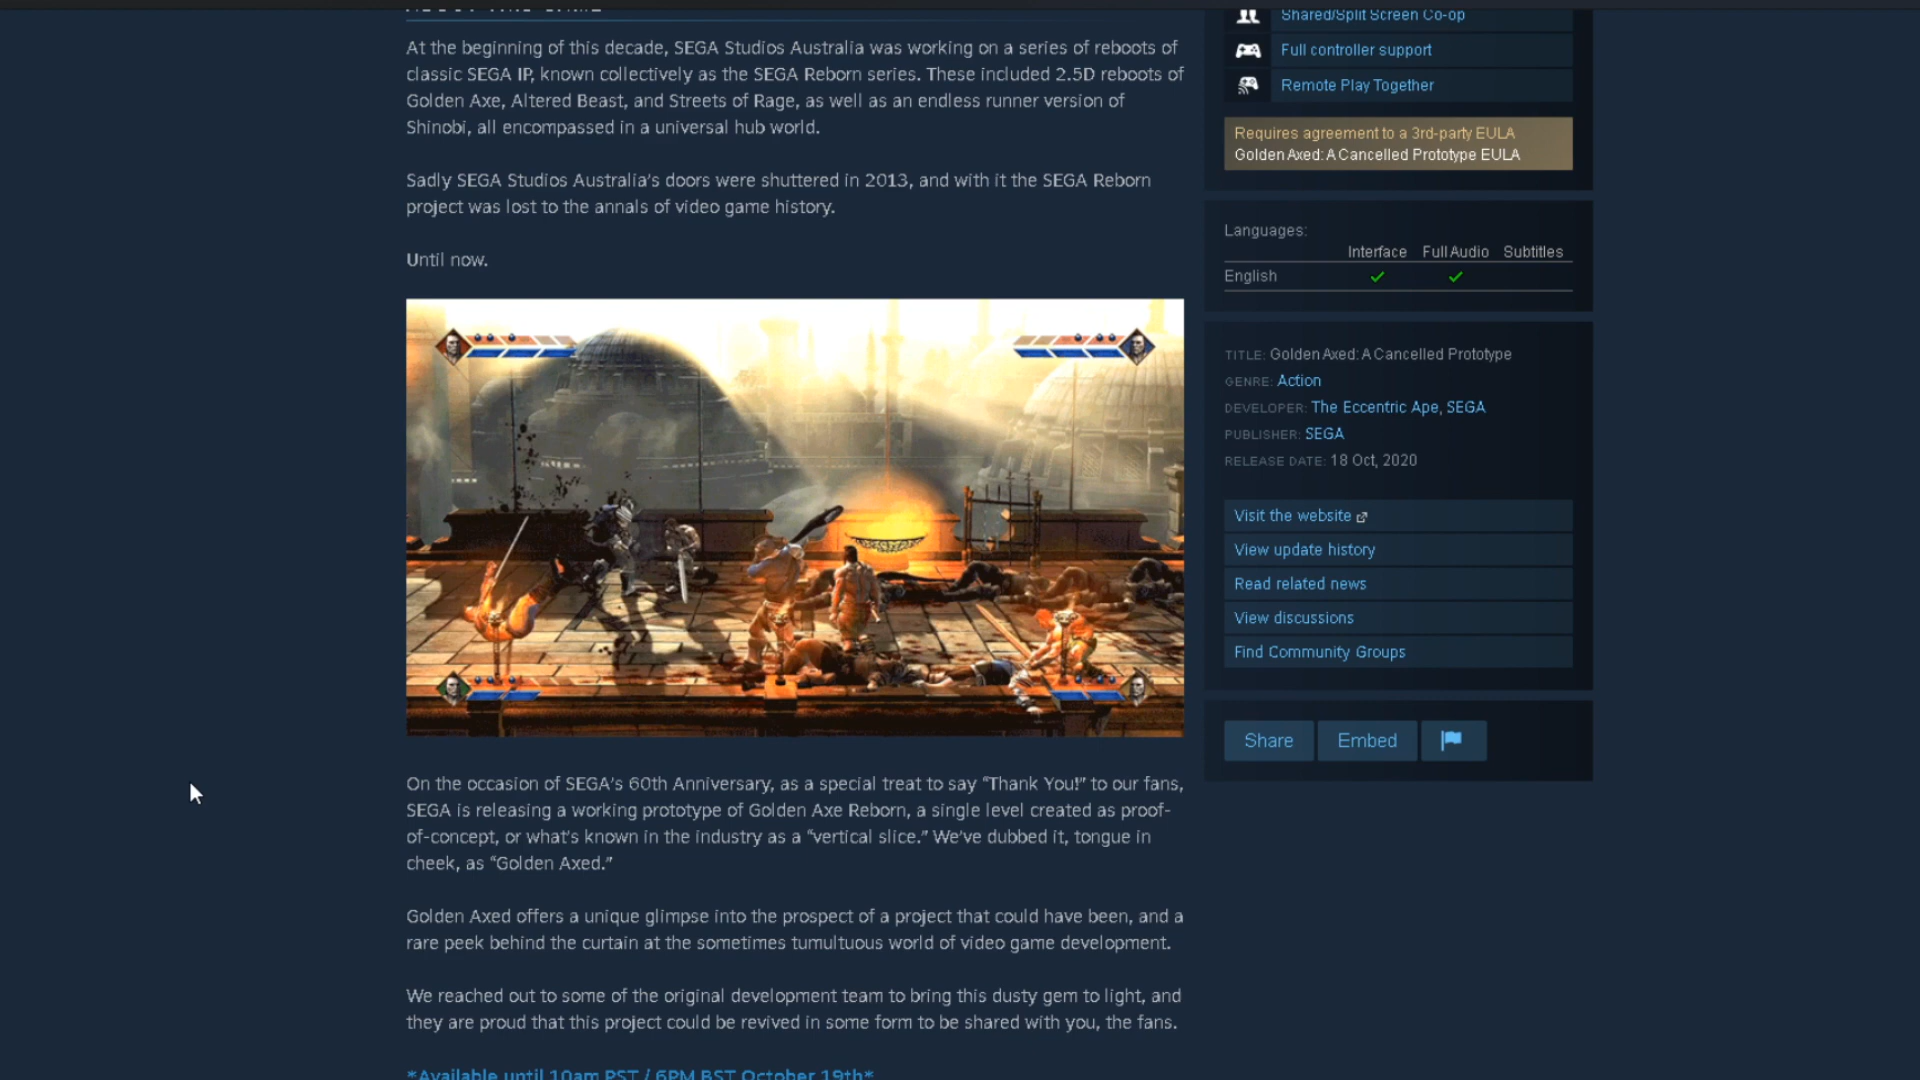 At the beginning of this decade, SEGA Studios Australia was working on a series of reboots of
classic SEGA IP, known collectively as the SEGA Reborn series. These included 2.5D reboots of
Golden Axe, Altered Beast, and Streets of Rage, as well as an endless runner version of
Shinobi, all encompassed in a universal hub world.
Sadly SEGA Studios Australia's doors were shuttered in 2013, and with it the SEGA Reborn
project was lost to the annals of video game history.
Until now.
On the occasion of SEGA's 60th Anniversary, as a special treat to say "Thank You!" to our fans,
SEGA is releasing a working prototype of Golden Axe Reborn, a single level created as proof-
of-concept, or what's known in the industry as a "vertical slice." We've dubbed it, tongue in
cheek, as "Golden Axed."
Golden Axed offers a unique glimpse into the prospect of a project that could have been, and a
rare peek behind the curtain at the sometimes tumultuous world of video game development.
We reached out to some of the original development team to bring this dusty gem to light, and
they are proud that this project could be revived in some form to be shared with you, the fans.
*Available until 10am PST / 6PM BST October 19th*
Shared/Split Screen Co-op
Full controller support
Remote Play Together
Requires agreement to a 3rd-party EULA
Golden Axed: A Cancelled Prototype EULA
Languages:
Interface Full Audio Subtitles
English
TITLE: Golden Axed: A Cancelled Prototype
GENRE: Action
DEVELOPER: The Eccentric Ape, SEGA
PUBLISHER: SEGA
RELEASE DATE: 18 Oct, 2020
Visit the website
View update history
Read related news
View discussions
Find Community Groups
Share Embed